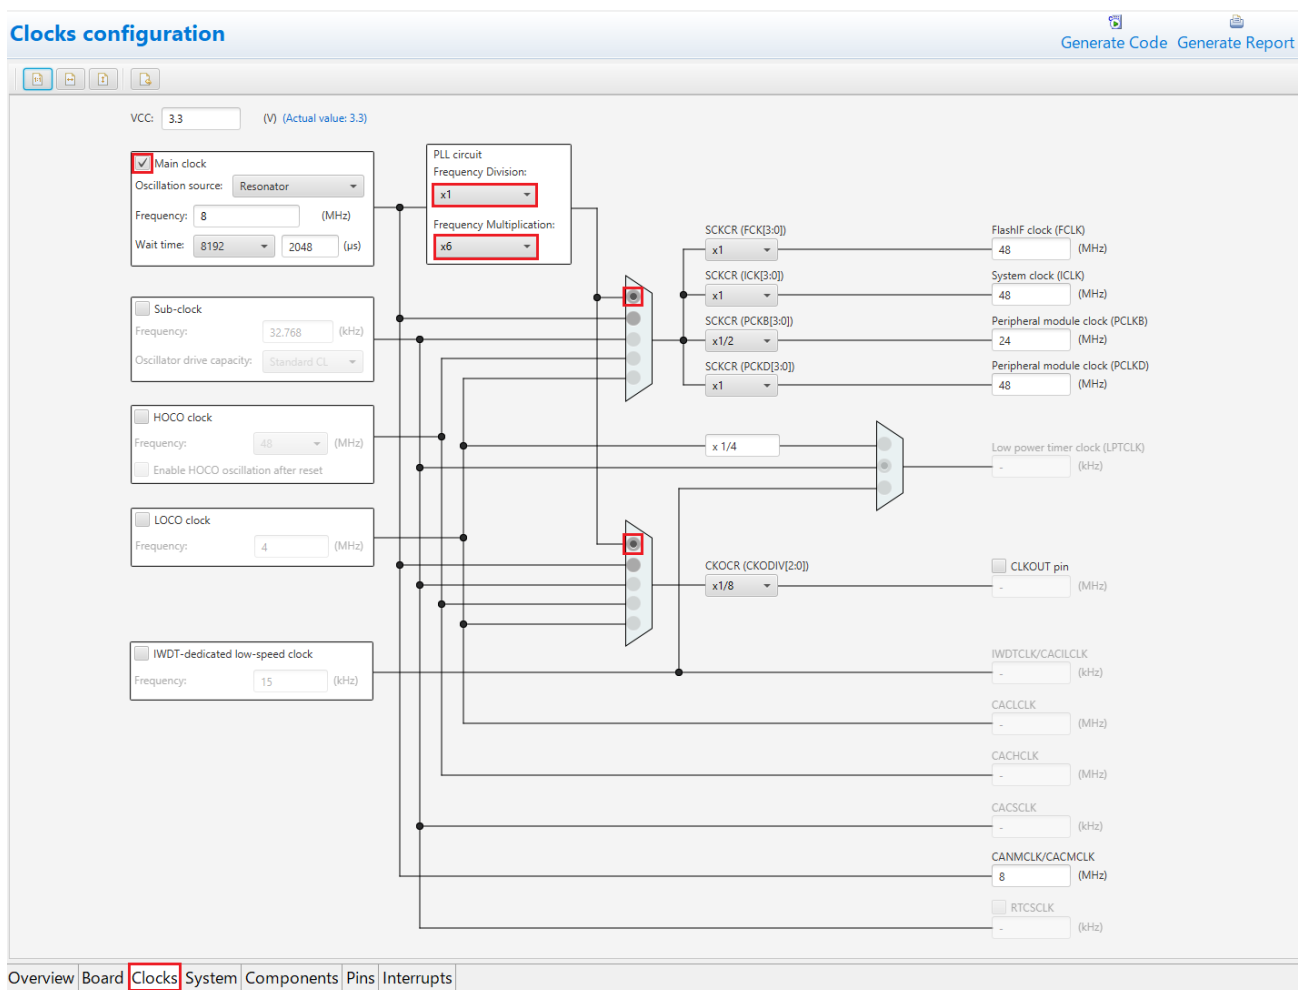 Clocks configuration
Generate Code Generate Report
VCC: 3.3 (V) (Actual value: 3.3)
Main clock
Oscillation source: Resonator
Frequency: 8 (MHz)
Wait time: 8192 2048 (μs)
PLL circuit
Frequency Division:
x1
Frequency Multiplication:
x6
Sub-clock
Frequency: 32.768 (kHz)
Oscillator drive capacity: Standard CL
HOCO clock
Frequency: 48 (MHz)
Enable HOCO oscillation after reset
LOCO clock
Frequency: 4 (MHz)
IWDT-dedicated low-speed clock
Frequency: 15 (kHz)
SCKCR (FCK[3:0])
x1
SCKCR (ICK[3:0])
x1
SCKCR (PCKB[3:0])
x1/2
SCKCR (PCKD[3:0])
x1
x 1/4
CKOCR (CKODIV[2:0])
x1/8
FlashIF clock (FCLK)
48 (MHz)
System clock (ICLK)
48 (MHz)
Peripheral module clock (PCLKB)
24 (MHz)
Peripheral module clock (PCLKD)
48 (MHz)
Low power timer clock (LPTCLK)
- (kHz)
CLKOUT pin
- (MHz)
IWDTCLK/CACILCLK
- (kHz)
CACLCLK
- (MHz)
CACHCLK
- (MHz)
CACSCLK
- (kHz)
CANMCLK/CACMCLK
8 (MHz)
RTCSCLK
- (kHz)
Overview Board Clocks System Components Pins Interrupts